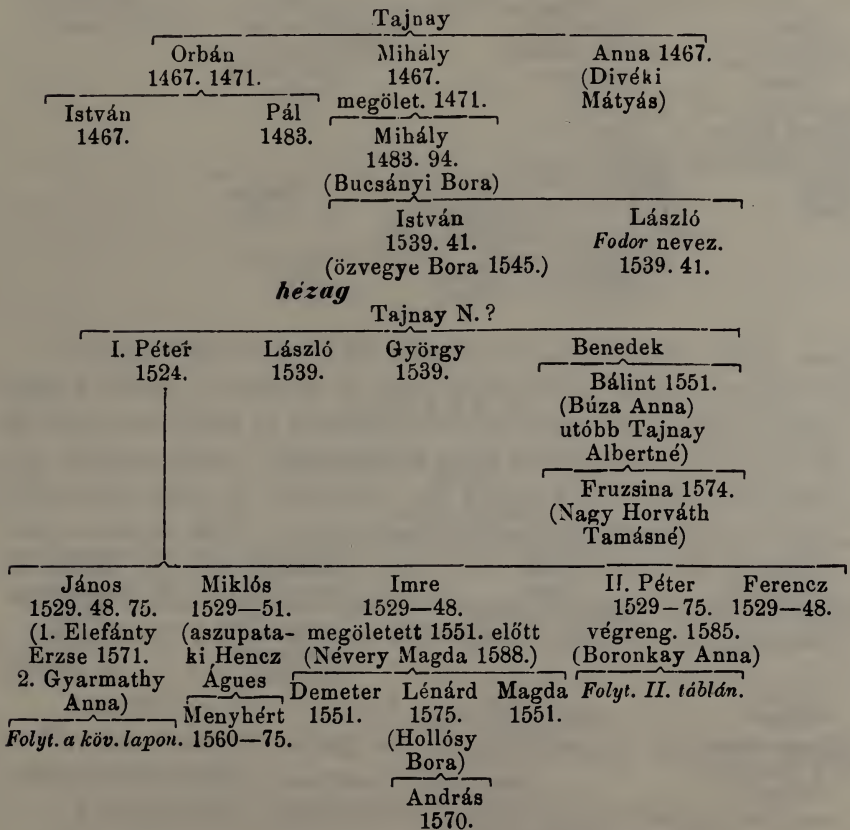 Tajnay
Orbán Mihály Anna 1467.
1467. 1471. 1467. (Divéki
megölet. 1471. Mátyás)
István Pál
1467. 1483. Mihály
1483. 94.
(Bucsányi Bora)
István László
1539. 41. Fodor nevez.
(özvegye Bora 1545.) 1539. 41.
hézag
Tajnay N. ?
I. Péter László György Benedek
1524. 1539. 1539.
Bálint 1551.
(Búza Anna)
utóbb Tajnay
Albertné)
Fruzsina 1574.
(Nagy Horváth
Tamásné)
János Miklós Imre II. Péter Ferencz
1529. 48. 75. 1529—51. 1529—48. 1529–75. 1529—48.
(1. Elefánty (aszupata- megöletett 1551. előtt végreng. 1585.
Erzse 1571. ki Hencz (Névery Magda 1588.) (Boronkay Anna)
2. Gyarmathy Águes Demeter Lénárd Magda Folyt. II. táblán.
Anna) Menyhért 1551. 1575. 1551.
Folyt. a köv. lapon. 1560—75. (Hollósy
Bora)
András
1570.